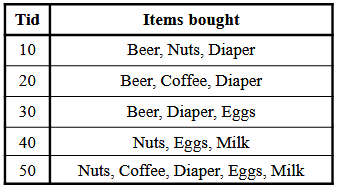 Tid Items bought
10 Beer, Nuts, Diaper
20 Beer, Coffee, Diaper
30 Beer, Diaper, Eggs
40 Nuts, Eggs, Milk
50 Nuts, Coffee, Diaper, Eggs, Milk